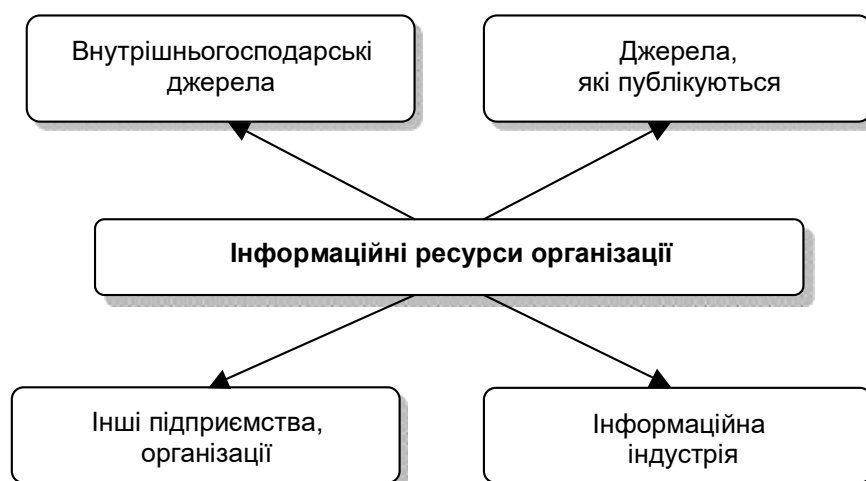 Внутрішньогосподарські
джерела
Джерела,
які публікуються
Інформаційні ресурси організації
Інші підприємства,
організації
Інформаційна
індустрія